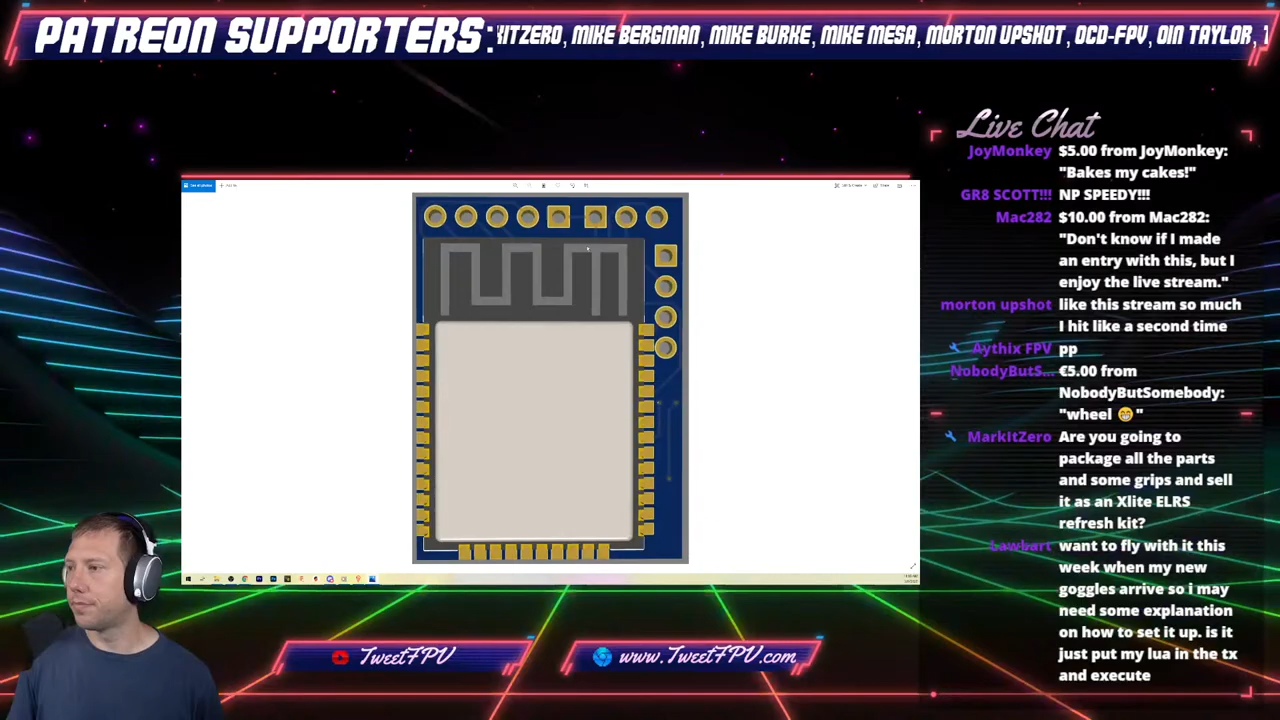 PATREON SUPPORTERS:
KITZERO, MIKE BERGMAN, MIKE BURKE, MIKE MESA, MORTON UPSHOT, OCD-FPV, OIN TAYLOR,
Live Chat
JoyMonkey $5.00 from JoyMonkey:
"Bakes my cakes!"
GR8 SCOTT!!! NP SPEEDY!!!
Mac282 $10.00 from Mac282:
"Don't know if I made
an entry with this, but I
enjoy the live stream."
morton upshot like this stream so much
I hit like a second time
Aythix FPV pp
NobodyButS... €5.00 from
NobodyButSomebody:
"wheel 😁"
MarkItZero Are you going to
package all the parts
and some grips and sell
it as an Xlite ELRS
refresh kit?
Lawbart want to fly with it this
week when my new
goggles arrive so i may
need some explanation
on how to set it up. is it
just put my lua in the tx
and execute
TweetFPV
www.TweetFPV.com